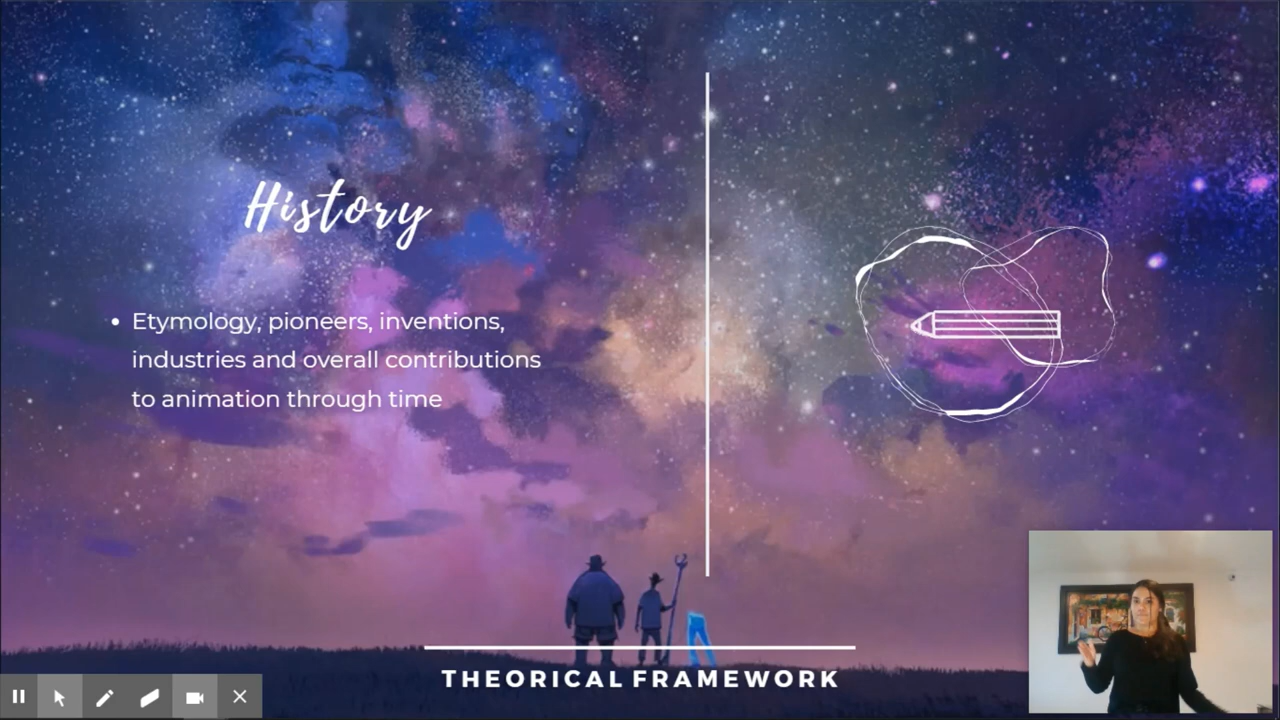 History
• Etymology, pioneers, inventions,
industries and overall contributions
to animation through time
THEORICAL FRAMEWORK